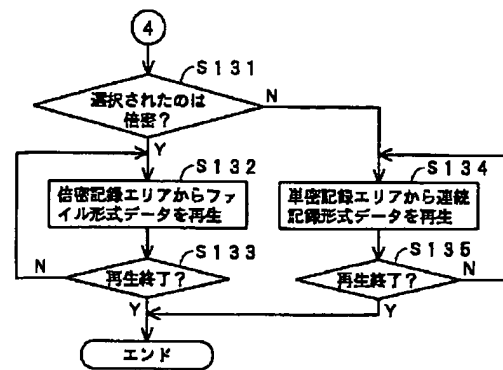 4
S131
選択されたのは
倍密?
N
Y
S132
倍密記録エリアからファ
イル形式データを再生
S134
単密記録エリアから連続
記録形式データを再生
S133
再生終了?
N
Y
S135
再生終了?
N
Y
エンド